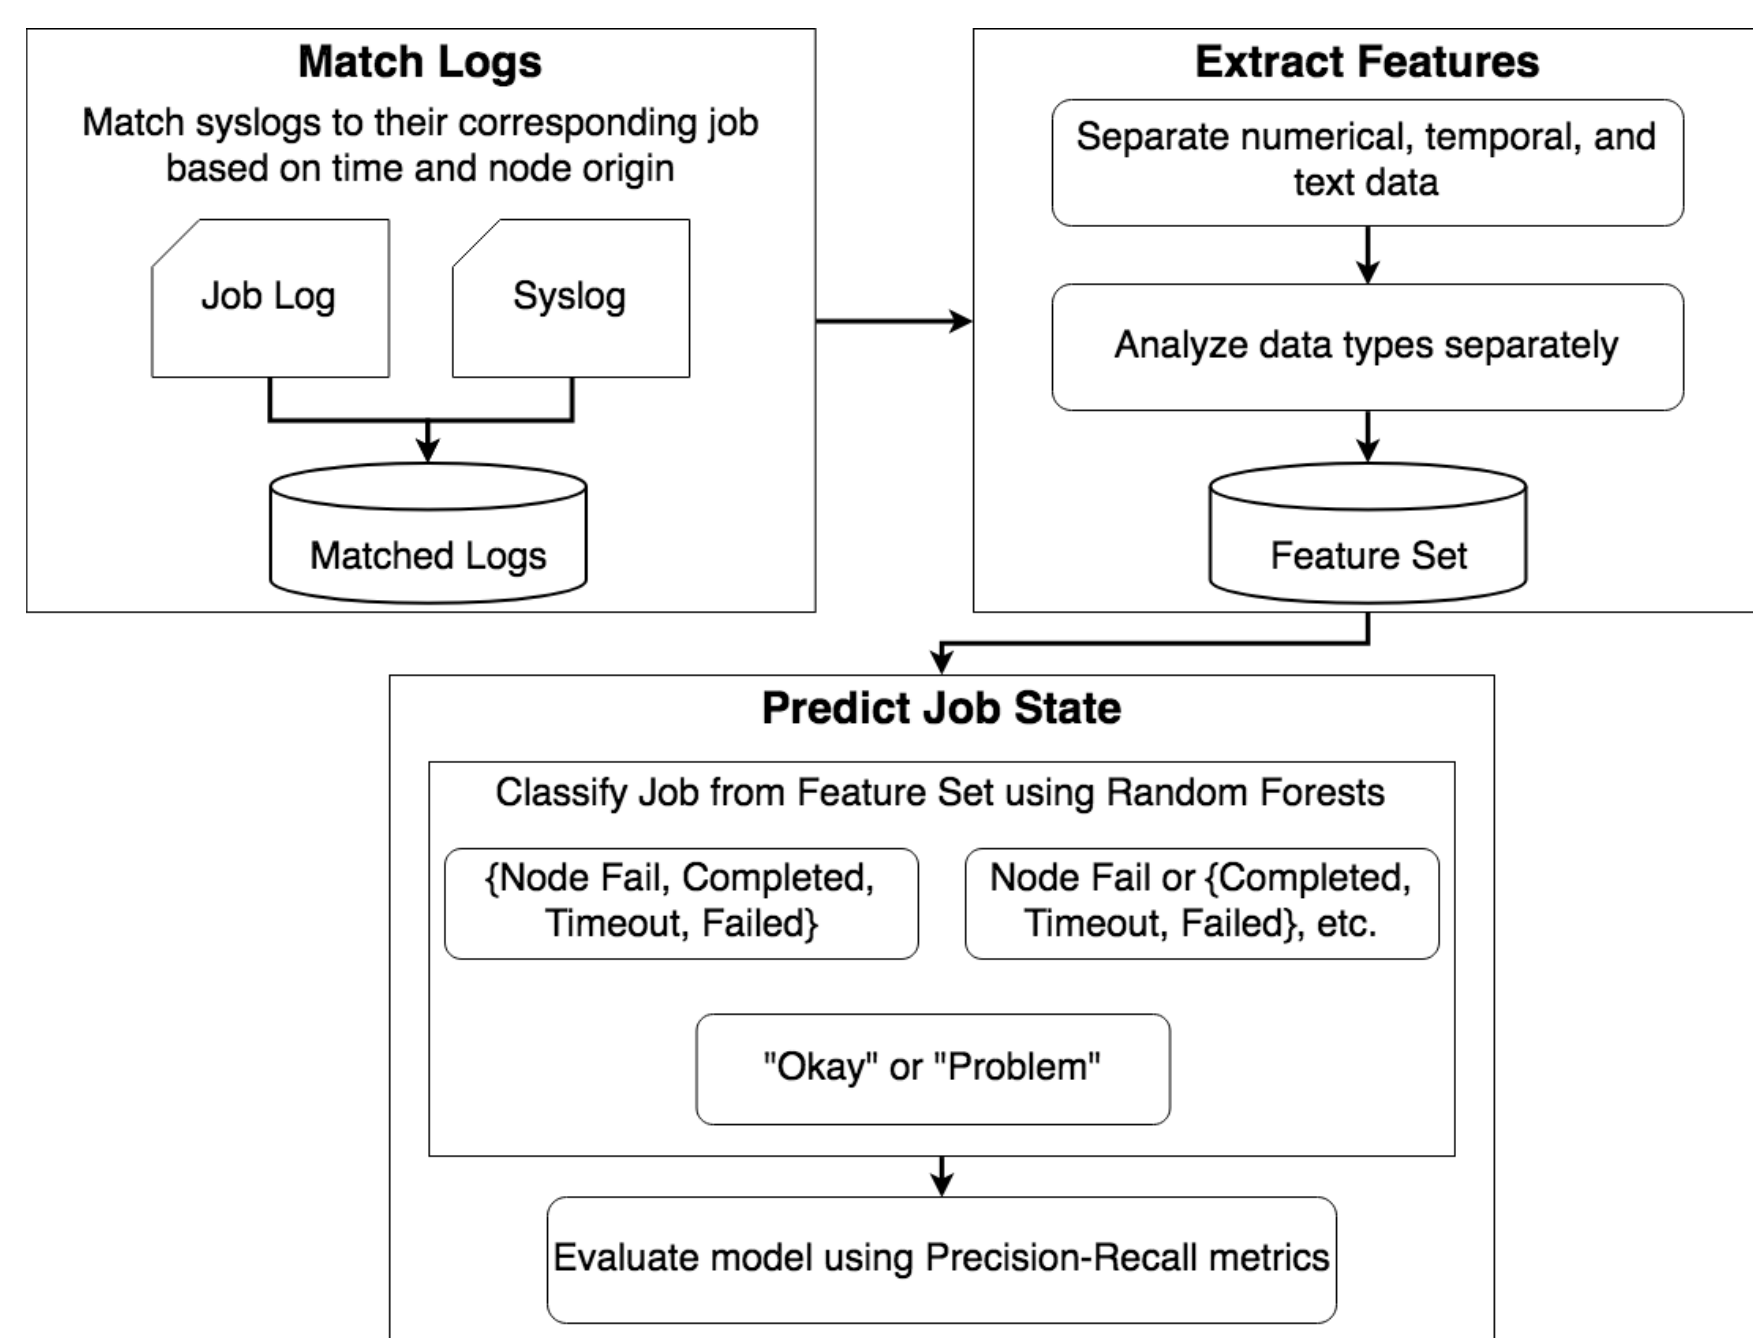 Match Logs
Match syslogs to their corresponding job
based on time and node origin
Job Log
Syslog
Matched Logs
Extract Features
Separate numerical, temporal, and
text data
Analyze data types separately
Feature Set
Predict Job State
Classify Job from Feature Set using Random Forests
{Node Fail, Completed,
Timeout, Failed}
Node Fail or {Completed,
Timeout, Failed}, etc.
"Okay" or "Problem"
Evaluate model using Precision-Recall metrics